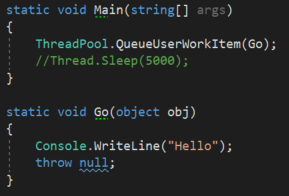 static void Main(string[] args)
{
ThreadPool.QueueUserWorkItem(Go);
//Thread.Sleep(5000);
}
static void Go(object obj)
{
Console.WriteLine("Hello");
throw null;
}